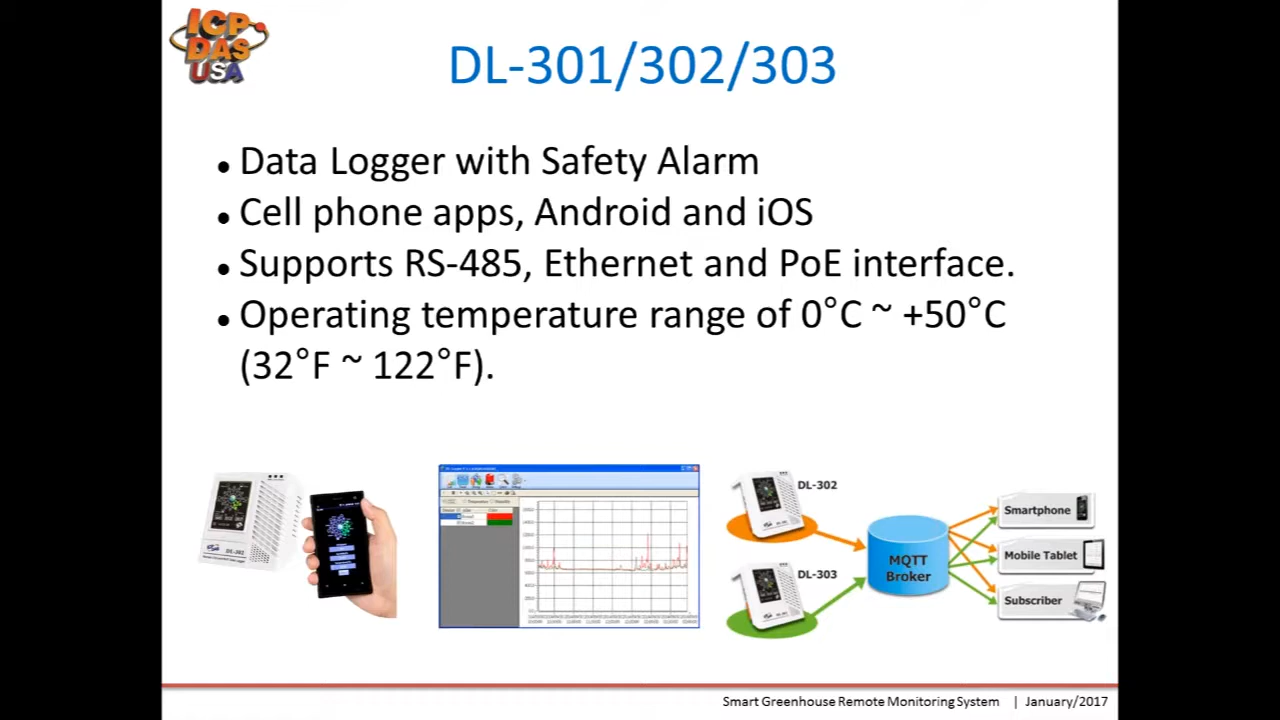 ICP
DAS
USA
DL-301/302/303
• Data Logger with Safety Alarm
• Cell phone apps, Android and iOS
• Supports RS-485, Ethernet and PoE interface.
• Operating temperature range of 0°C ~ +50°C
(32°F ~ 122°F).
DL-302
DL-302
DL-303
MQTT
Broker
Smartphone
Mobile Tablet
Subscriber
Smart Greenhouse Remote Monitoring System | January/2017